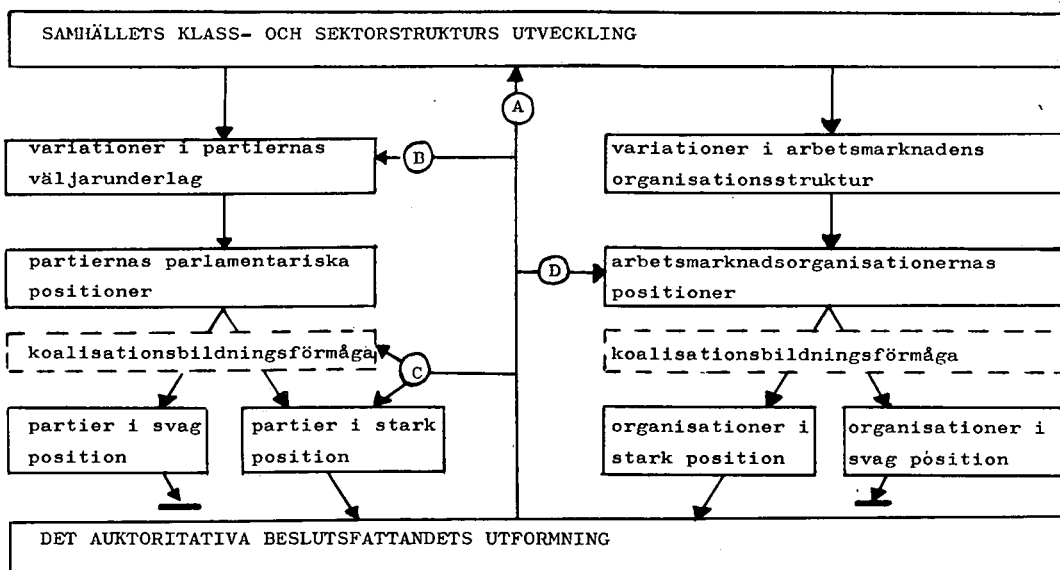 SAMHÄLLETS KLASS- OCH SEKTORSTRUKTURS UTVECKLING
A
variationer i partiernas
väljarunderlag
B
variationer i arbetsmarknadens
organisationsstruktur
partiernas parlamentariska
positioner
D
arbetsmarknadsorganisationernas
positioner
koalisationsbildningsförmåga
C
koalisationsbildningsförmåga
partier i svag
position
partier i stark
position
organisationer i
stark position
organisationer i
svag position
DET AUKTORITATIVA BESLUTSFATTANDETS UTFORMNING